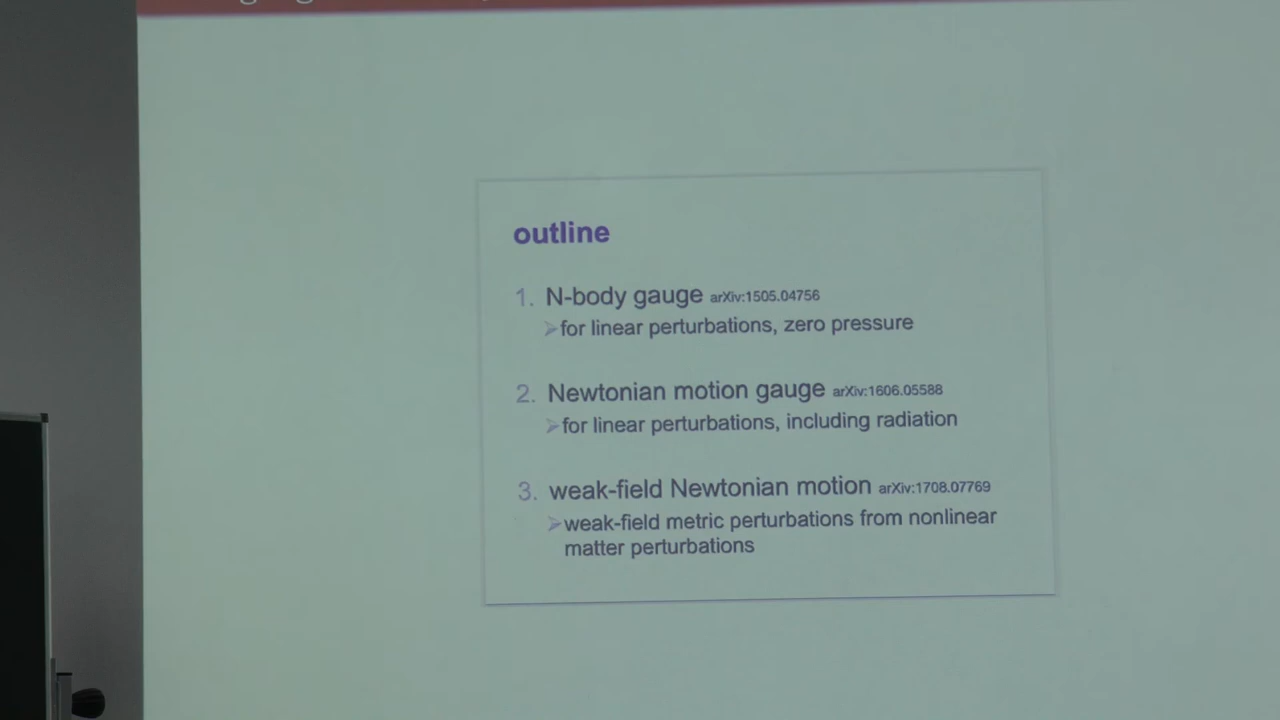 outline
1. N-body gauge arXiv:1505.04756
➢for linear perturbations, zero pressure
2. Newtonian motion gauge arXiv:1606.05588
➢for linear perturbations, including radiation
3. weak-field Newtonian motion arXiv:1708.07769
➢weak-field metric perturbations from nonlinear
matter perturbations